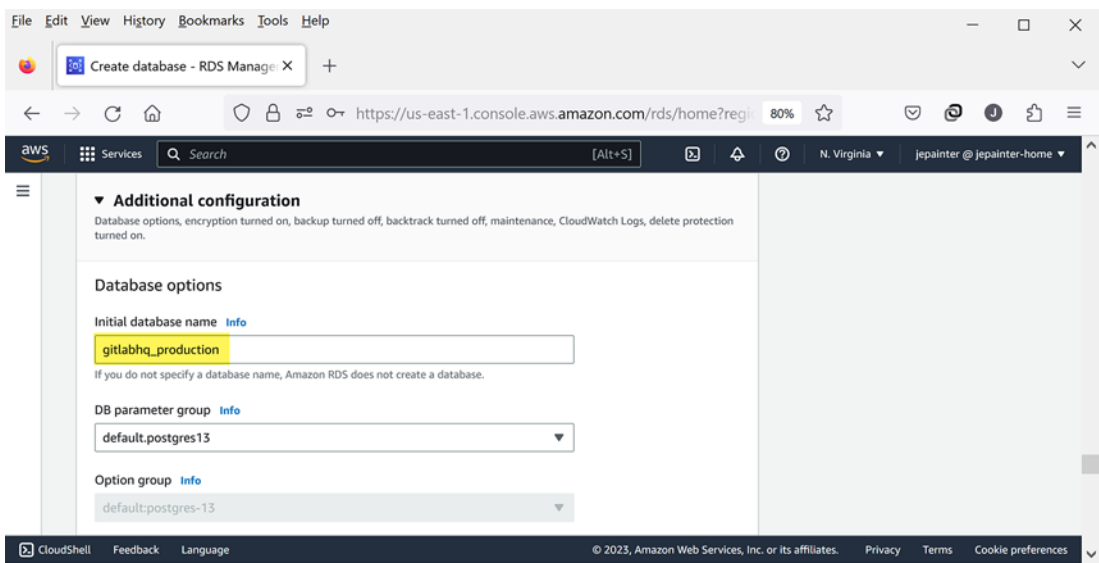 File Edit View History Bookmarks Tools Help
Create database - RDS Manage
https://us-east-1.console.aws.amazon.com/rds/home?regi 80% J
aws Services Search [Alt+S] N. Virginia jepainter @ jepainter-home
Additional configuration
Database options, encryption turned on, backup turned off, backtrack turned off, maintenance, CloudWatch Logs, delete protection
turned on.
Database options
Initial database name Info
gitlabhq_production
If you do not specify a database name, Amazon RDS does not create a database.
DB parameter group Info
default.postgres13
Option group Info
default:postgres-13
CloudShell Feedback Language © 2023, Amazon Web Services, Inc. or its affiliates. Privacy Terms Cookie preferences